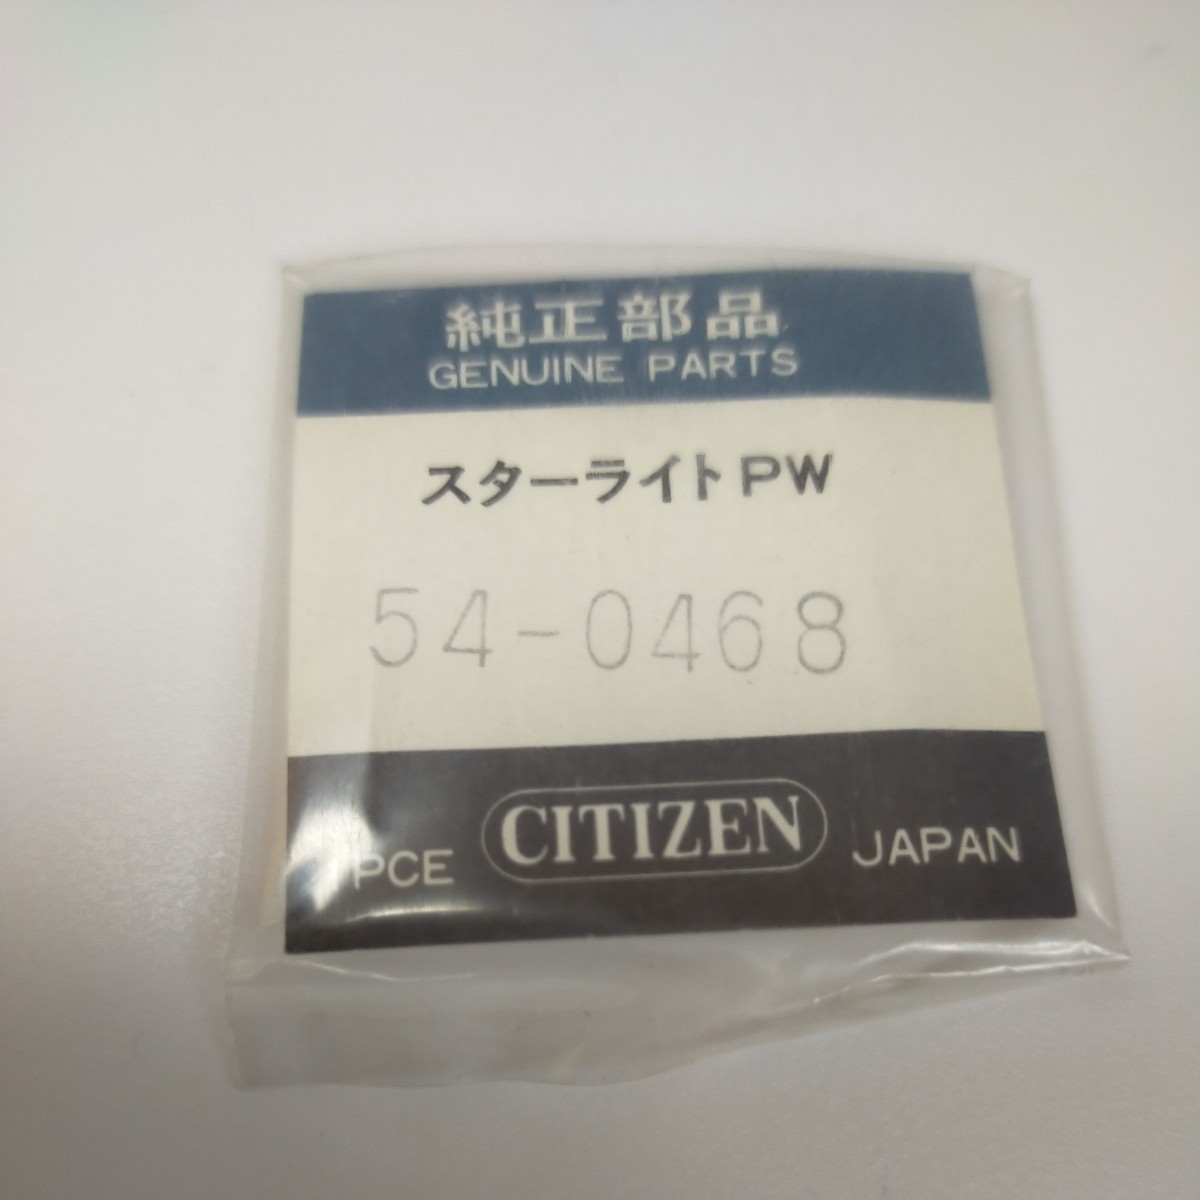 純正部品
GENUINE PARTS
スターライトPW
54-0468
PCE CITIZEN JAPAN